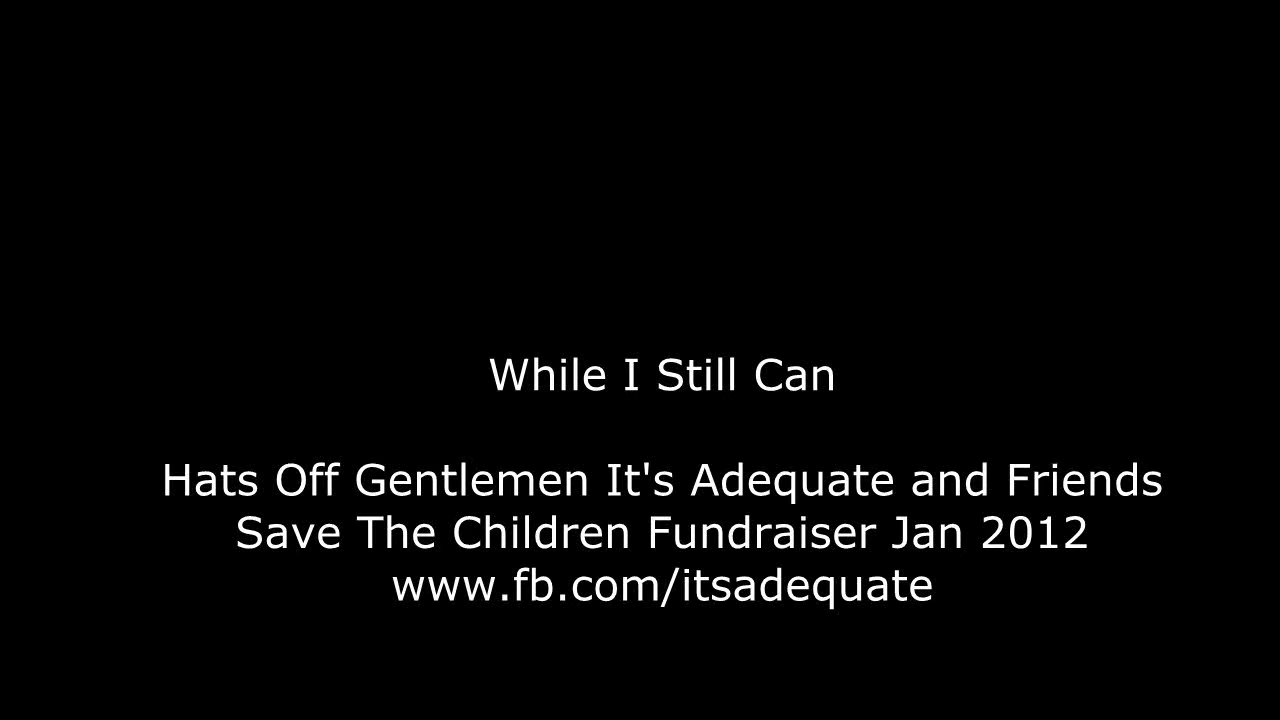 While I Still Can
Hats Off Gentlemen It's Adequate and Friends
Save The Children Fundraiser Jan 2012
www.fb.com/itsadequate